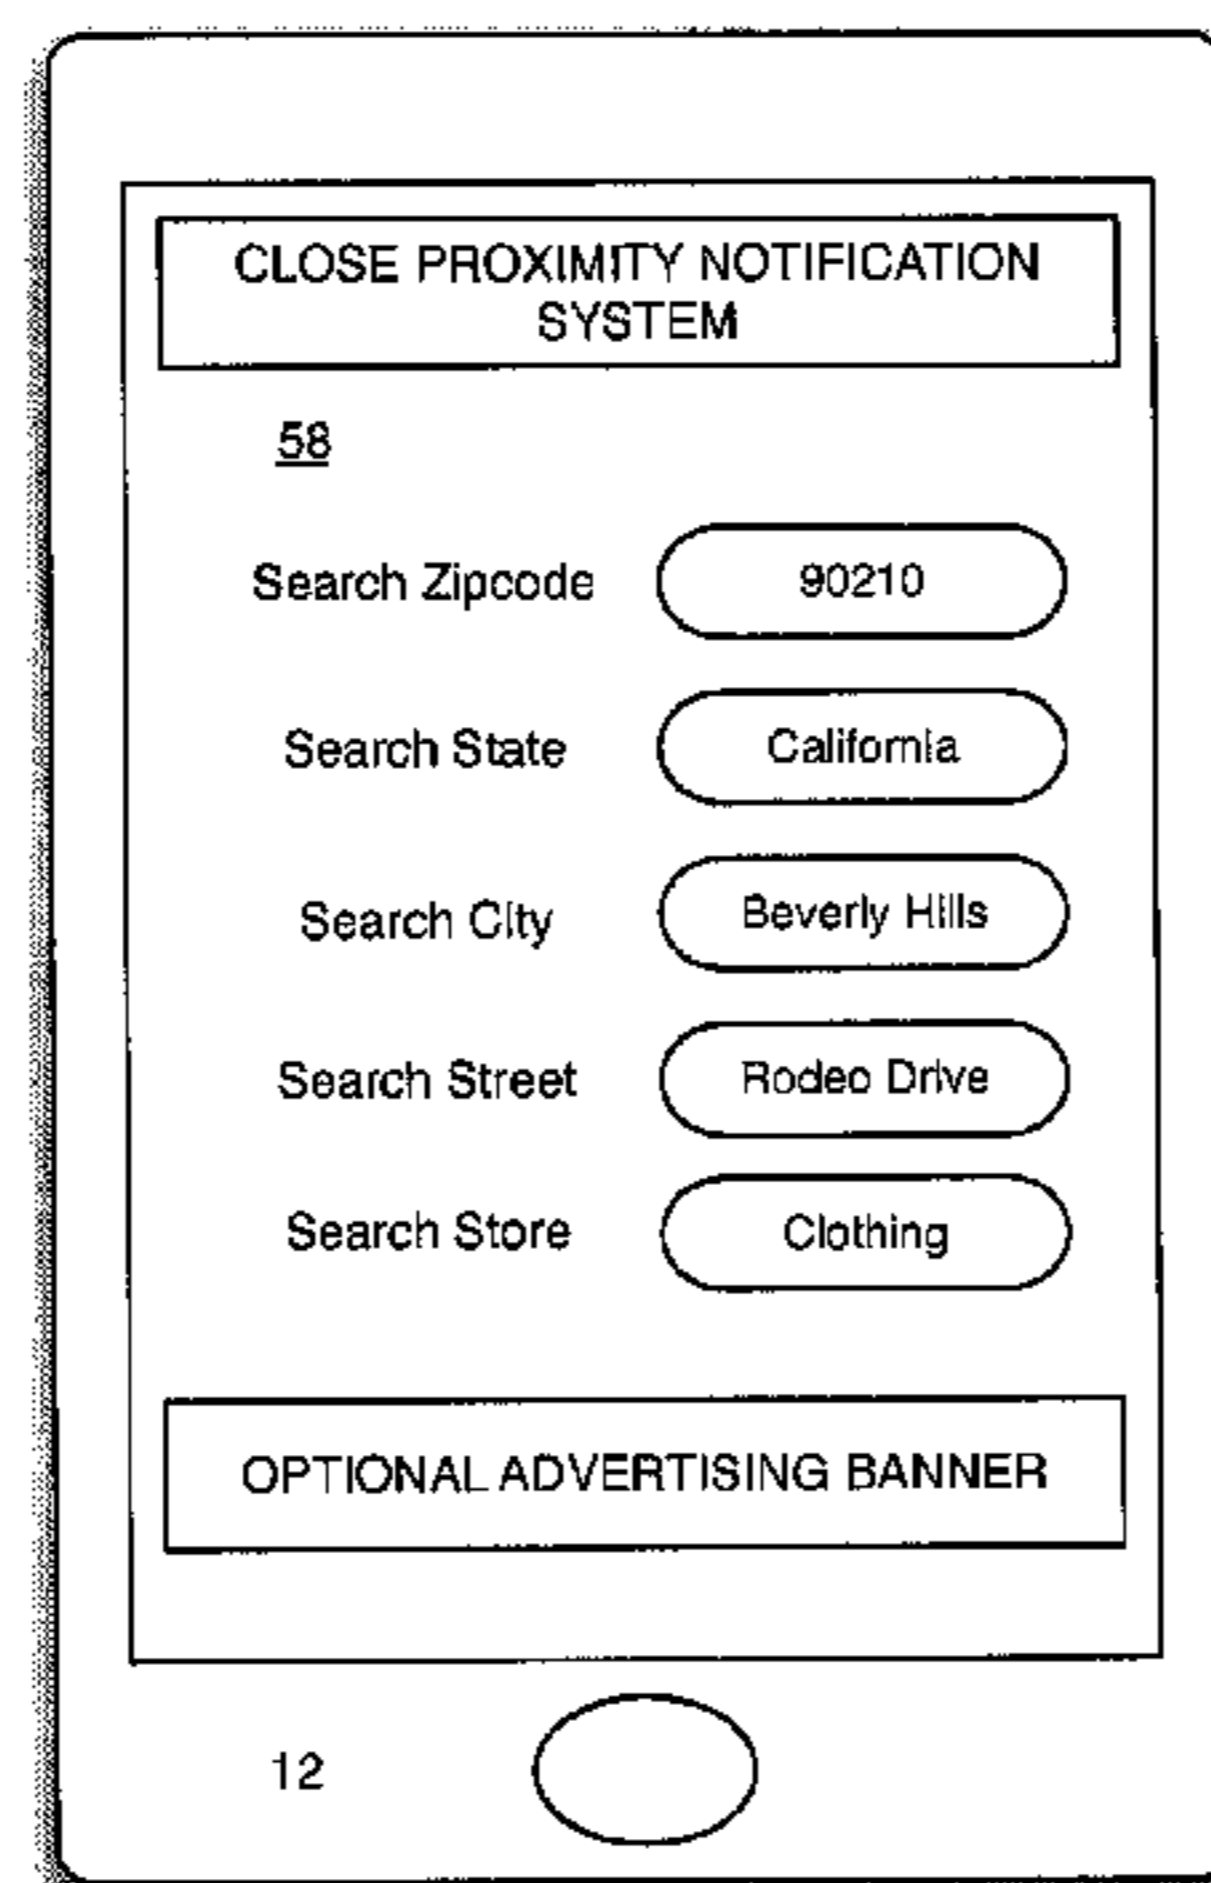 CLOSE PROXIMITY NOTIFICATION
SYSTEM
58
Search Zipcode 90210
Search State California
Search City Beverly Hills
Search Street Rodeo Drive
Search Store Clothing
OPTIONAL ADVERTISING BANNER
12